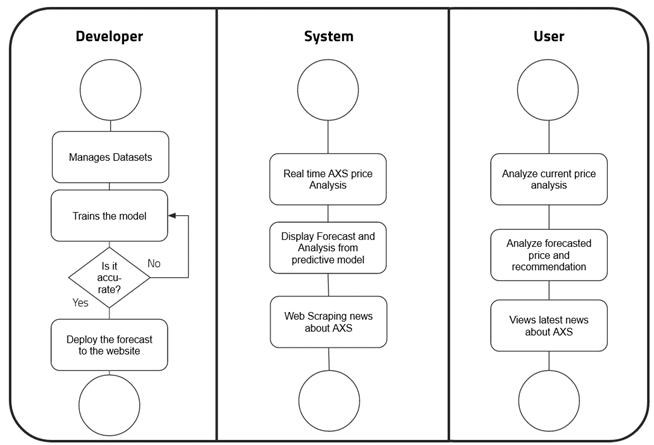 Developer
Manages Datasets
Trains the model
Is it
accu-
rate?
No
Yes
Deploy the forecast
to the website
System
Real time AXS price
Analysis
Display Forecast and
Analysis from
predictive model
Web Scraping news
about AXS
User
Analyze current price
analysis
Analyze forecasted
price and
recommendation
Views latest news
about AXS